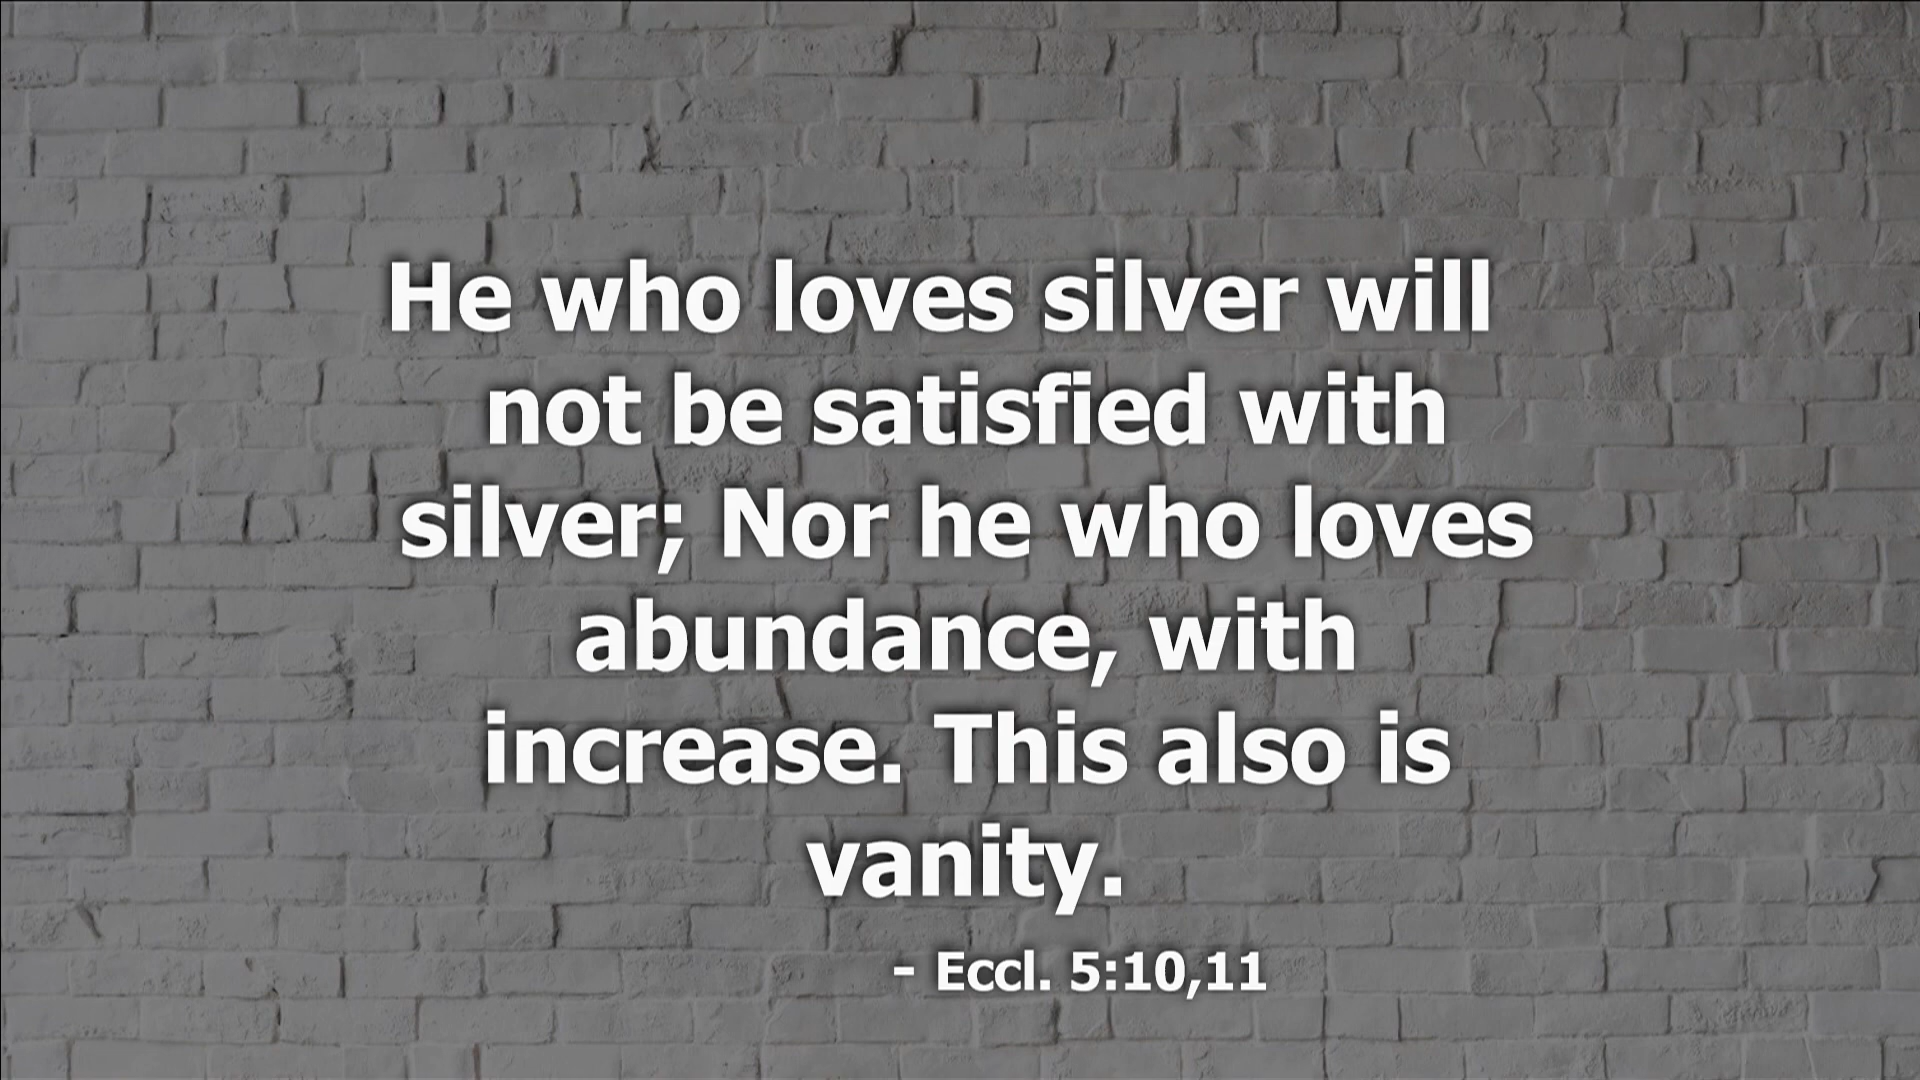 He who loves silver will
not be satisfied with
silver; Nor he who loves
abundance, with
increase. This also is
vanity.
- Eccl. 5:10,11